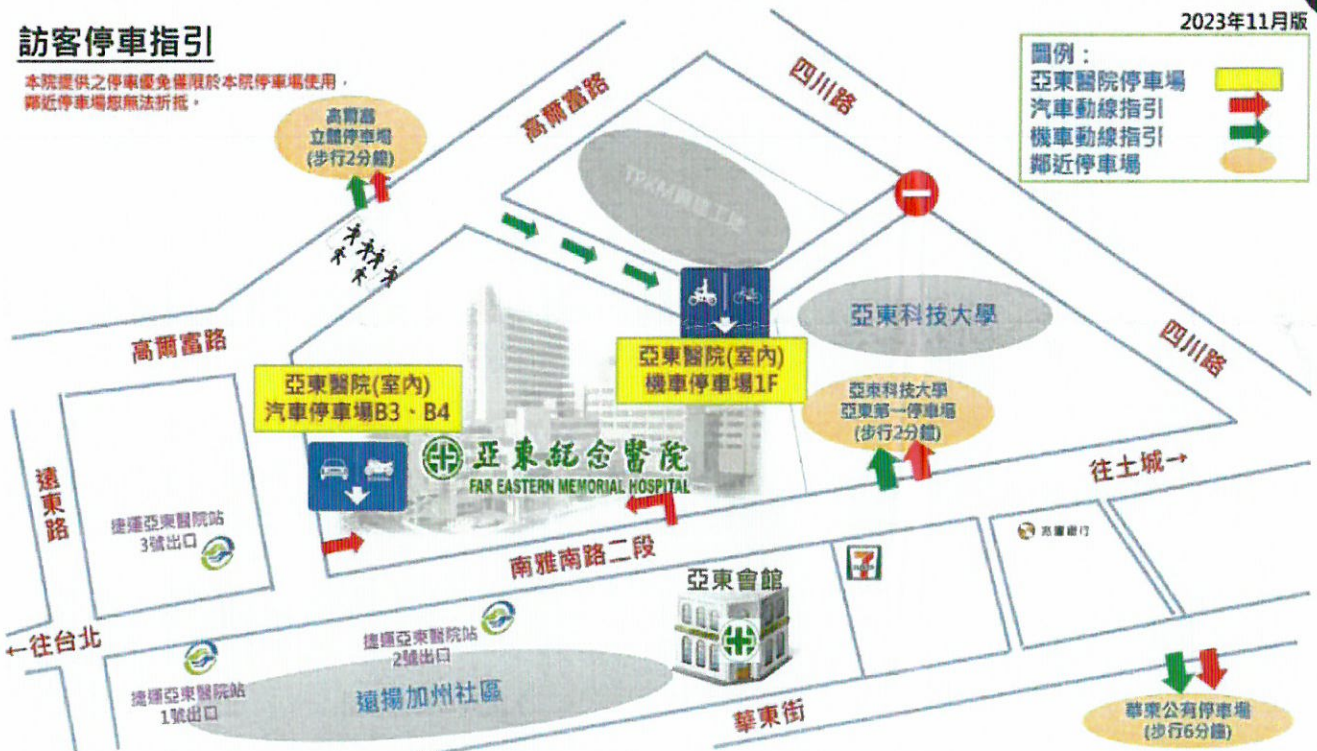 2023年11月版
訪客停車指引
本院提供之停車優免僅限於本院停車場使用，
鄰近停車場恕無法折抵。
圖例：
亞東醫院停車場
汽車動線指引
機車動線指引
鄰近停車場
四川路
高爾富路
高爾富
立體停車場
(步行2分鐘)
亞東科技大學
四川路
高爾富路
亞東醫院(室內)
機車停車場1F
亞東醫院(室內)
汽車停車場B3、B4
亞東科技大學
亞東第一停車場
(步行2分鐘)
亞東紀念醫院
FAR EASTERN MEMORIAL HOSPITAL
往土城→
遠東路
捷運亞東醫院站
3號出口
南雅南路二段
兆豐銀行
7
亞東會館
←往台北
捷運亞東醫院站
2號出口
捷運亞東醫院站
1號出口
遠揚加州社區
華東街
華東公有停車場
(步行6分鐘)